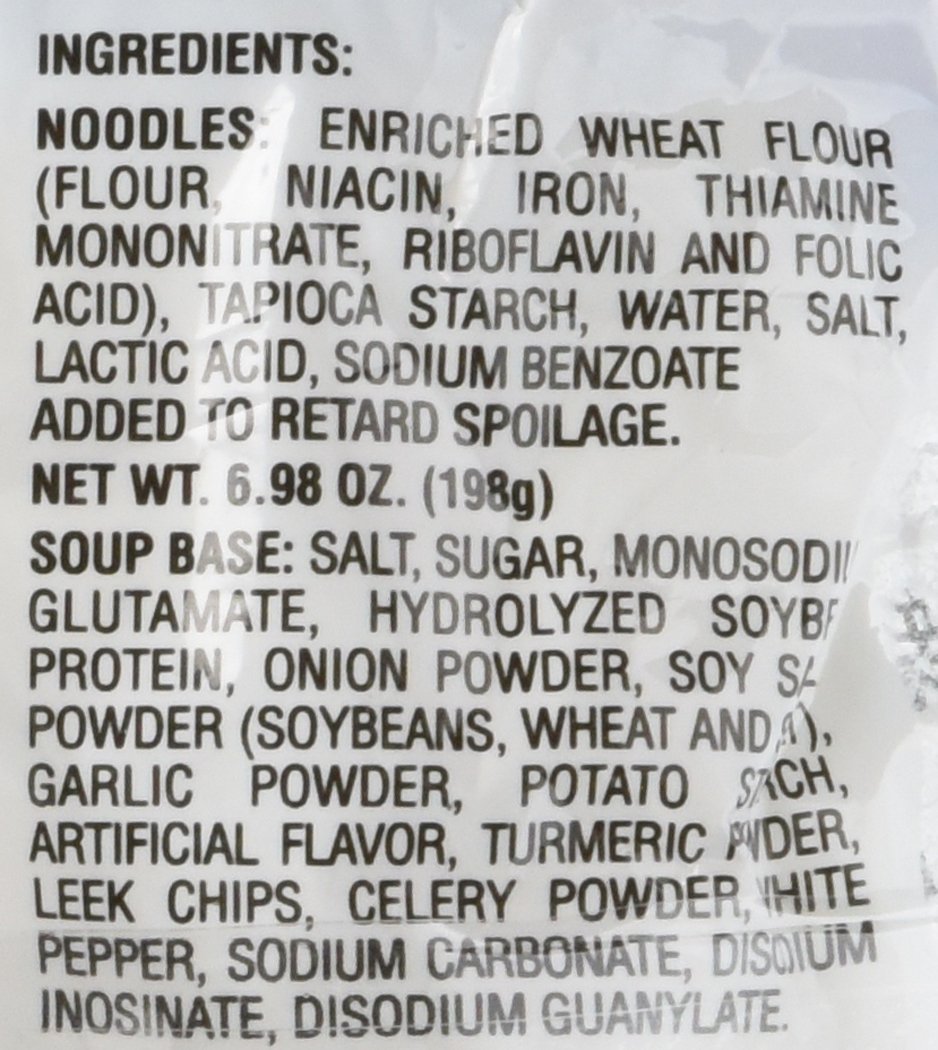 INGREDIENTS:
NOODLES: ENRICHED WHEAT FLOUR
(FLOUR, NIACIN, IRON, THIAMINE
MONONITRATE, RIBOFLAVIN AND FOLIC
ACID), TAPIOCA STARCH, WATER, SALT,
LACTIC ACID, SODIUM BENZOATE
ADDED TO RETARD SPOILAGE.
NET WT. 6.98 OZ. (198g)
SOUP BASE: SALT, SUGAR,
GLUTAMATE, HYDROLYZED
PROTEIN, ONION POWDER, SOY
POWDER (SOYBEANS, WHEAT AND
GARLIC POWDER, POTATO
ARTIFICIAL FLAVOR, TURMERIC
LEEK CHIPS, CELERY POWDER, WHITE
PEPPER, SODIUM CARBONATE, DISODIUM
INOSINATE, DISODIUM GUANYLATE.